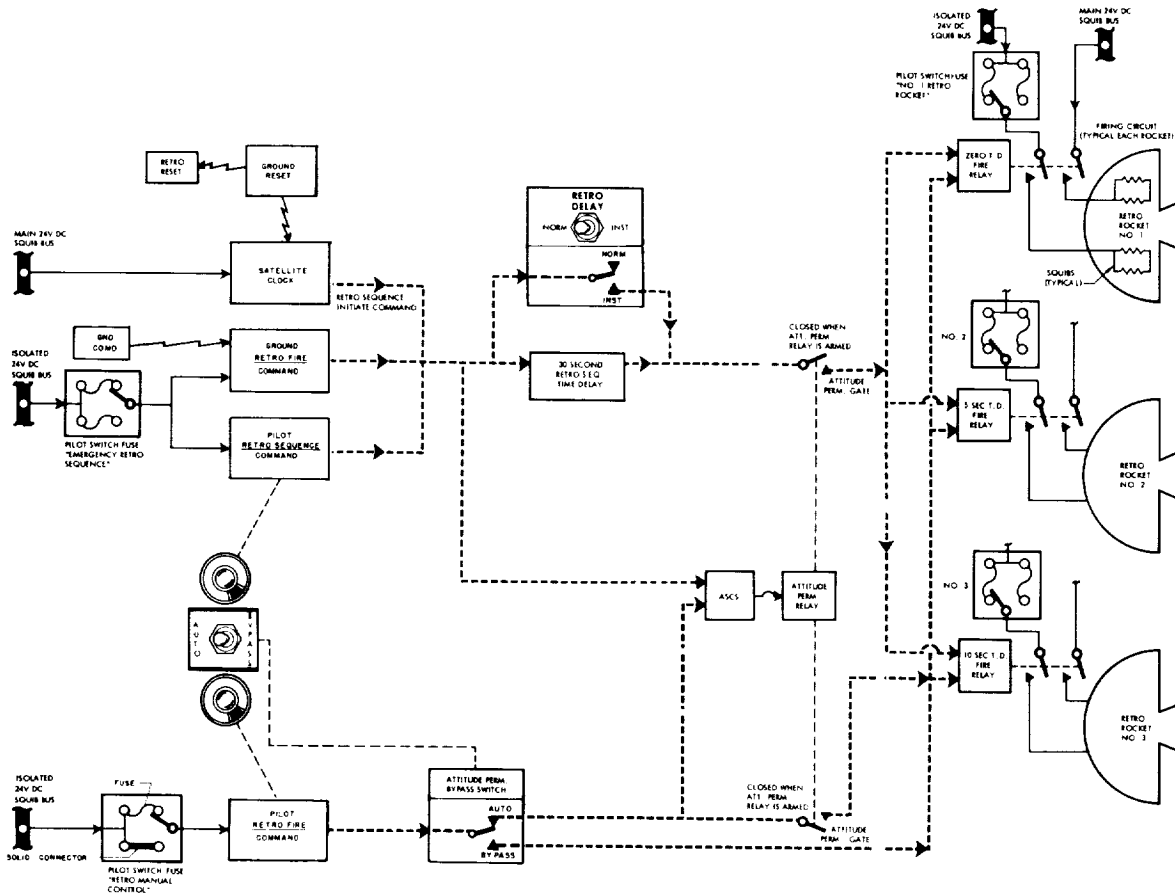 ISOLATED
24V DC
SQUIB BUS
MAIN 24V DC
SQUIB BUS
PILOT SWITCH FUSE
"NO. 1 RETRO
ROCKET"
FIRING CIRCUIT
(TYPICAL EACH ROCKET)
ZERO T.D.
FIRE
RELAY
RETRO
ROCKET
NO. 1
SQUIBS
(TYPICAL)
RETRO
RESET
GROUND
RESET
MAIN 24V DC
SQUIB BUS
SATELLITE
CLOCK
RETRO SEQUENCE
INITIATE COMMAND
RETRO
DELAY
NORM
INST
NORM
INST
GND
COMD
GROUND
RETRO FIRE
COMMAND
ISOLATED
24V DC
SQUIB BUS
PILOT SWITCH FUSE
"EMERGENCY RETRO
SEQUENCE"
PILOT
RETRO SEQUENCE
COMMAND
30 SECOND
RETRO SEQ
TIME DELAY
CLOSED WHEN
ATT. PERM
RELAY IS ARMED
ATTITUDE
PERM. GATE
NO. 2
5 SEC T.D.
FIRE
RELAY
RETRO
ROCKET
NO. 2
AUTO
BYPASS
ASCS
ATTITUDE
PERM
RELAY
NO. 3
10 SEC T.D.
FIRE
RELAY
RETRO
ROCKET
NO. 3
ISOLATED
24V DC
SQUIB BUS
FUSE
SOLID CONNECTOR
PILOT SWITCH FUSE
"RETRO MANUAL
CONTROL"
PILOT
RETRO FIRE
COMMAND
ATTITUDE PERM.
BYPASS SWITCH
AUTO
BY PASS
CLOSED WHEN
ATT. PERM
RELAY IS ARMED
ATTITUDE
PERM GATE